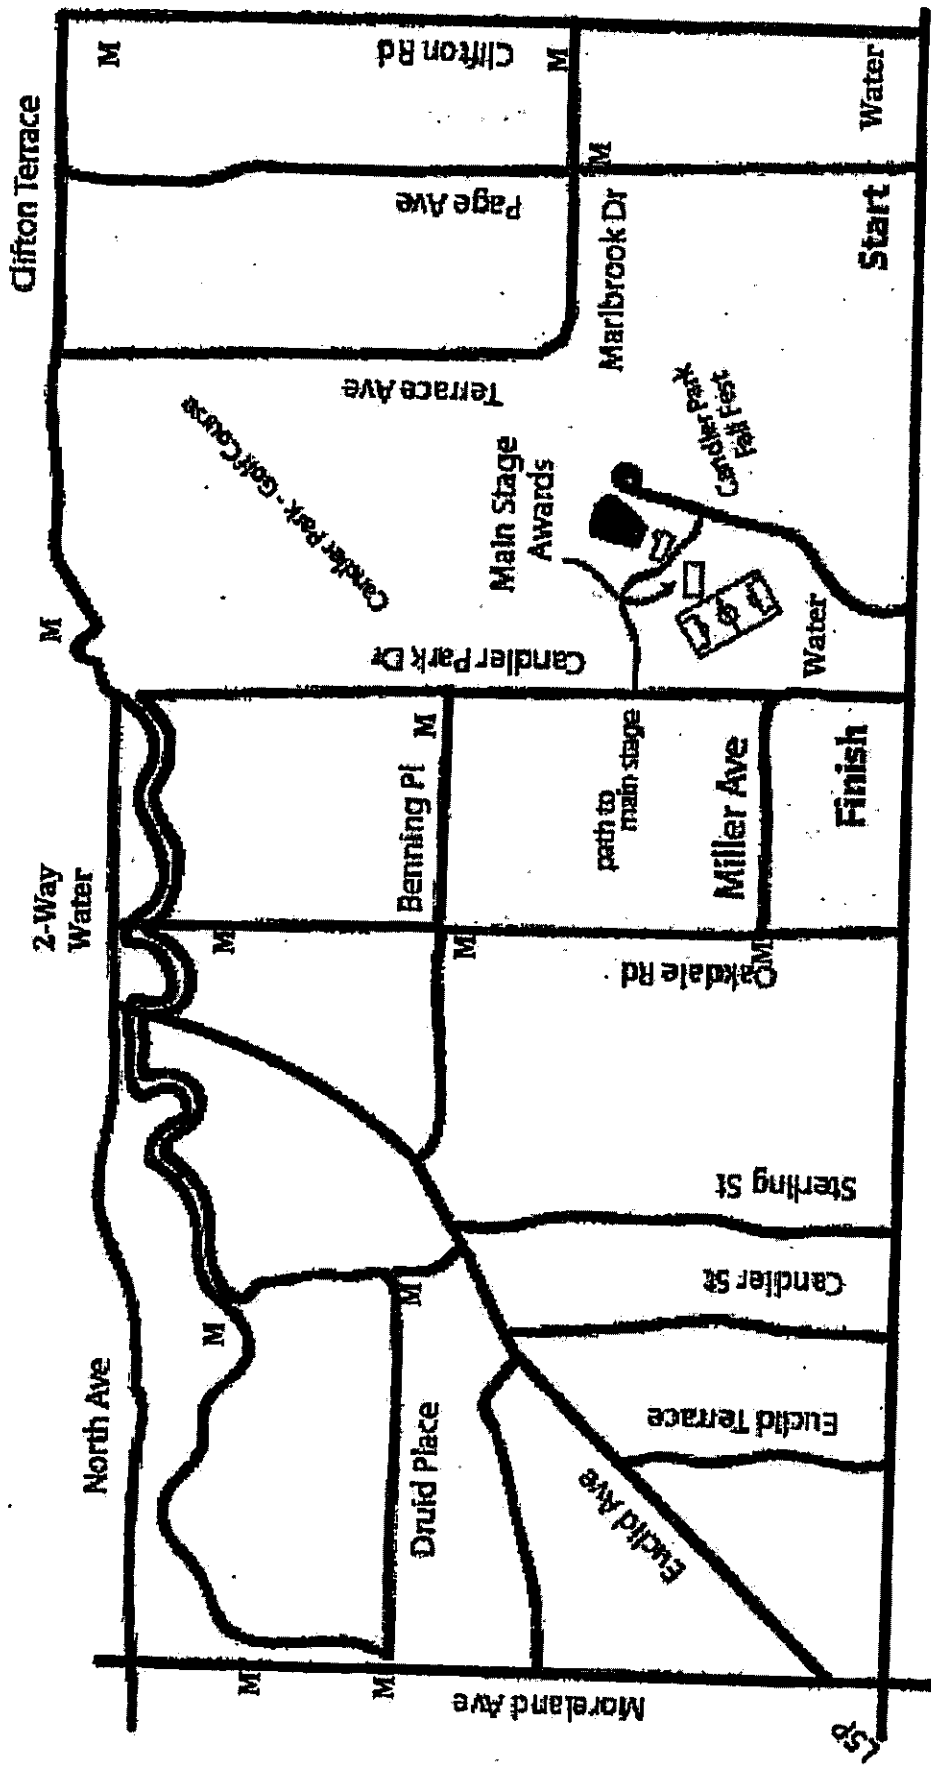 Clifton Terrace
M
Clifton Rd
M
Water
M
Page Ave
Marlbrook Dr
Start
Terrace Ave
Candler Park - Golf Course
Main Stage
Awards
Candler Park
Fall Fest
M
Candler Park Dr
Water
2-Way
Water
M
Benning Pl
M
M
path to
main stage
Miller Ave
Finish
M
Oakdale Rd
Sterling St
Candler St
M
M
North Ave
Druid Place
Euclid Terrace
Euclid Ave
M
M
Moreland Ave